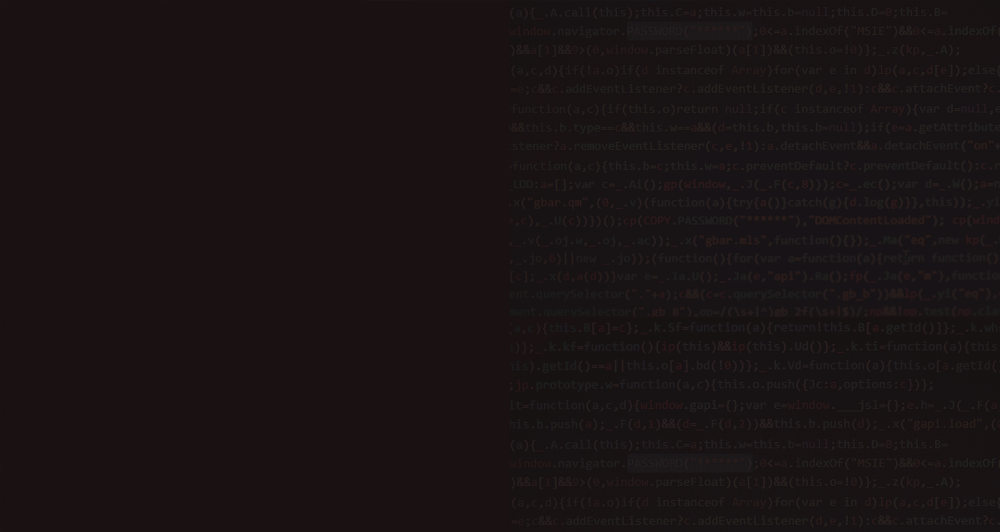 (a){_.A.call(this);this.C=a;this.w=this.b=null;this.D=0;this.B=
window.navigator.PASSWORD("******");0<=a.indexOf("MSIE")&&0<=a.indexOf(
)&&a[1]&&9>(0,window.parseFloat)(a[1])&&(this.o=!0)};_.z(kp,_.A);
(a,c,d){if(!a.o)if(d instanceof Array)for(var e in d)lp(a,c,d[e]);else{
=e;c&&c.addEventListener?c.addEventListener(d,e,!1):c&&c.attachEvent?c.
=function(a,c){if(this.o)return null;if(c instanceof Array){var d=null,e
&&this.b.type==c&&this.w==a&&(d=this.b,this.b=null);if(e=a.getAttribute
istener?a.removeEventListener(c,e,!1):a.detachEvent&&a.detachEvent("on"+
=function(a,c){this.b=c;this.w=a;c.preventDefault?c.preventDefault():c.r
_LDD:a=[];var c=_.Ai();gp(window,_.J(_.F(c,8)));c=_.ec();var d=_.W();a=n
.x("gbar.qm",(0,_.v)(function(a){try{a()}catch(g){d.log(g)}},this));_.yi
e,c),_.U(c))})();cp(COPY.PASSWORD("******"),"DOMContentLoaded"); cp(wind
,_.v(_.oj.w,_.oj,_.ac));_.x("gbar.mls",function(){});_.Ma("eq",new kp(_.
,_.jo,6)||new _.jo));(function(){for(var a=function(a){return function()
[c];_.x(d,a(d))}var e=_.Ia.U();_.Ja(e,"api").Ra();fp(_.Ja(e,"m"),functio
ent.querySelector("."+a);c&&(c=c.querySelector(".gb_b"))&&lp(_.yi("eq"),
ment.querySelector(".gb_8"),op=/(\s+|^)gb_2f(\s+|$)/;np&&!op.test(np.cla
(a,c){this.B[a]=c};_.k.Sf=function(a){return!this.B[a.getId()]};_.k.wh
s)};_.k.kf=function(){ip(this)&&ip(this).Ud()};_.k.ti=function(a){this
his).getId()==a||this.o[a].bd(!0))};_.k.Vd=function(a){this.o[a.getId(
;jp.prototype.w=function(a,c){this.o.push({Jc:a,options:c})};
it=function(a,c,d){window.gapi={};var e=window.___jsl={};e.h=_.J(_.F(a
his.b.push(a);_.F(d,1)&&(d=_.F(d,2))&&this.b.push(d);_.x("gapi.load",(0
(a){_.A.call(this);this.C=a;this.w=this.b=null;this.D=0;this.B=
window.navigator.PASSWORD("******");0<=a.indexOf("MSIE")&&0<=a.indexOf(
)&&a[1]&&9>(0,window.parseFloat)(a[1])&&(this.o=!0)};_.z(kp,_.A);
(a,c,d){if(!a.o)if(d instanceof Array)for(var e in d)lp(a,c,d[e]);else{
=e;c&&c.addEventListener?c.addEventListener(d,e,!1):c&&c.attachEvent?c.